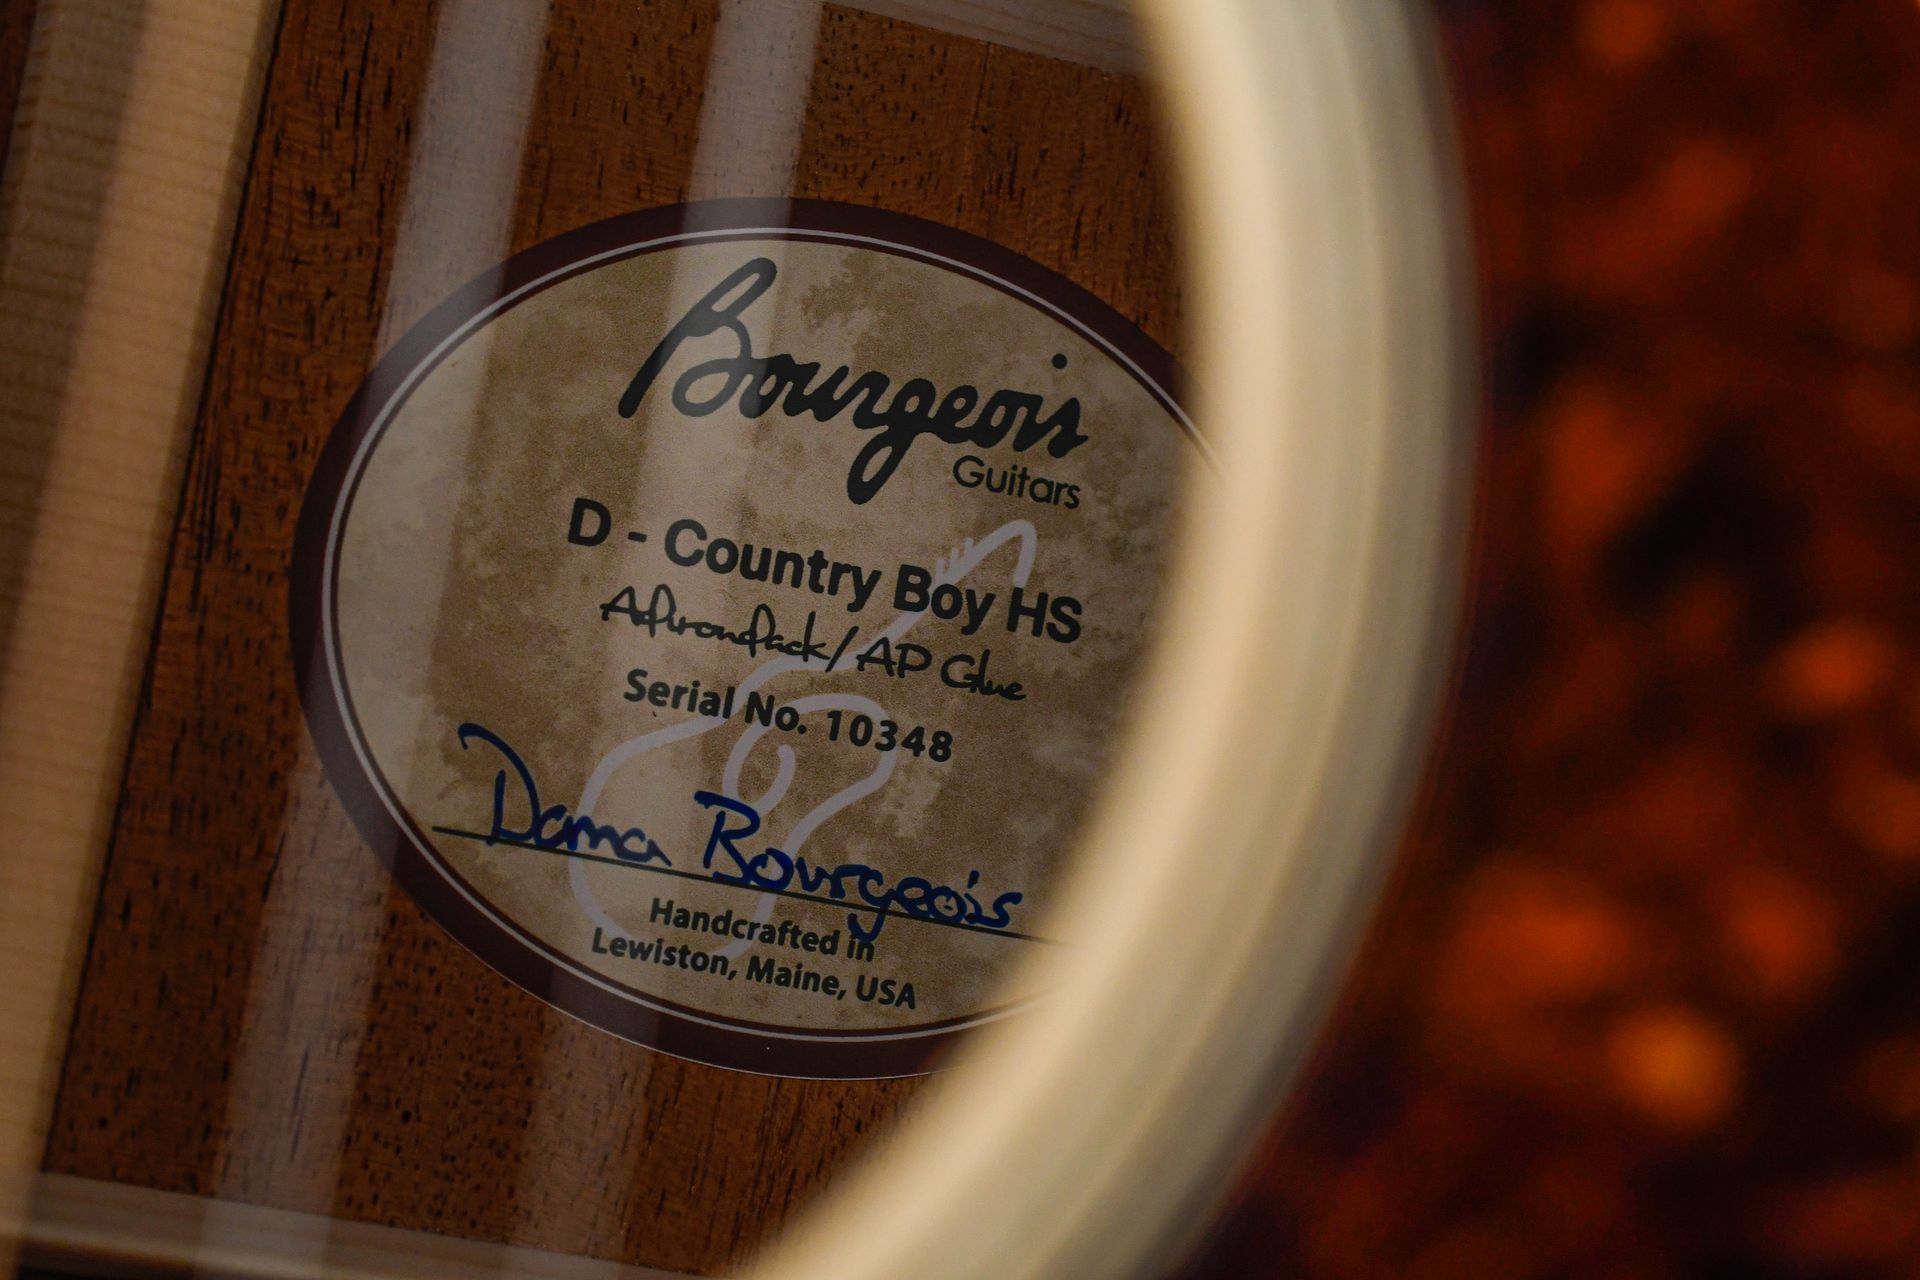 Bourgeois
Guitars
D - Country Boy HS
Adirondack/AP Glue
Serial No. 10348
Dana Bourgeois
Handcrafted in
Lewiston, Maine, USA